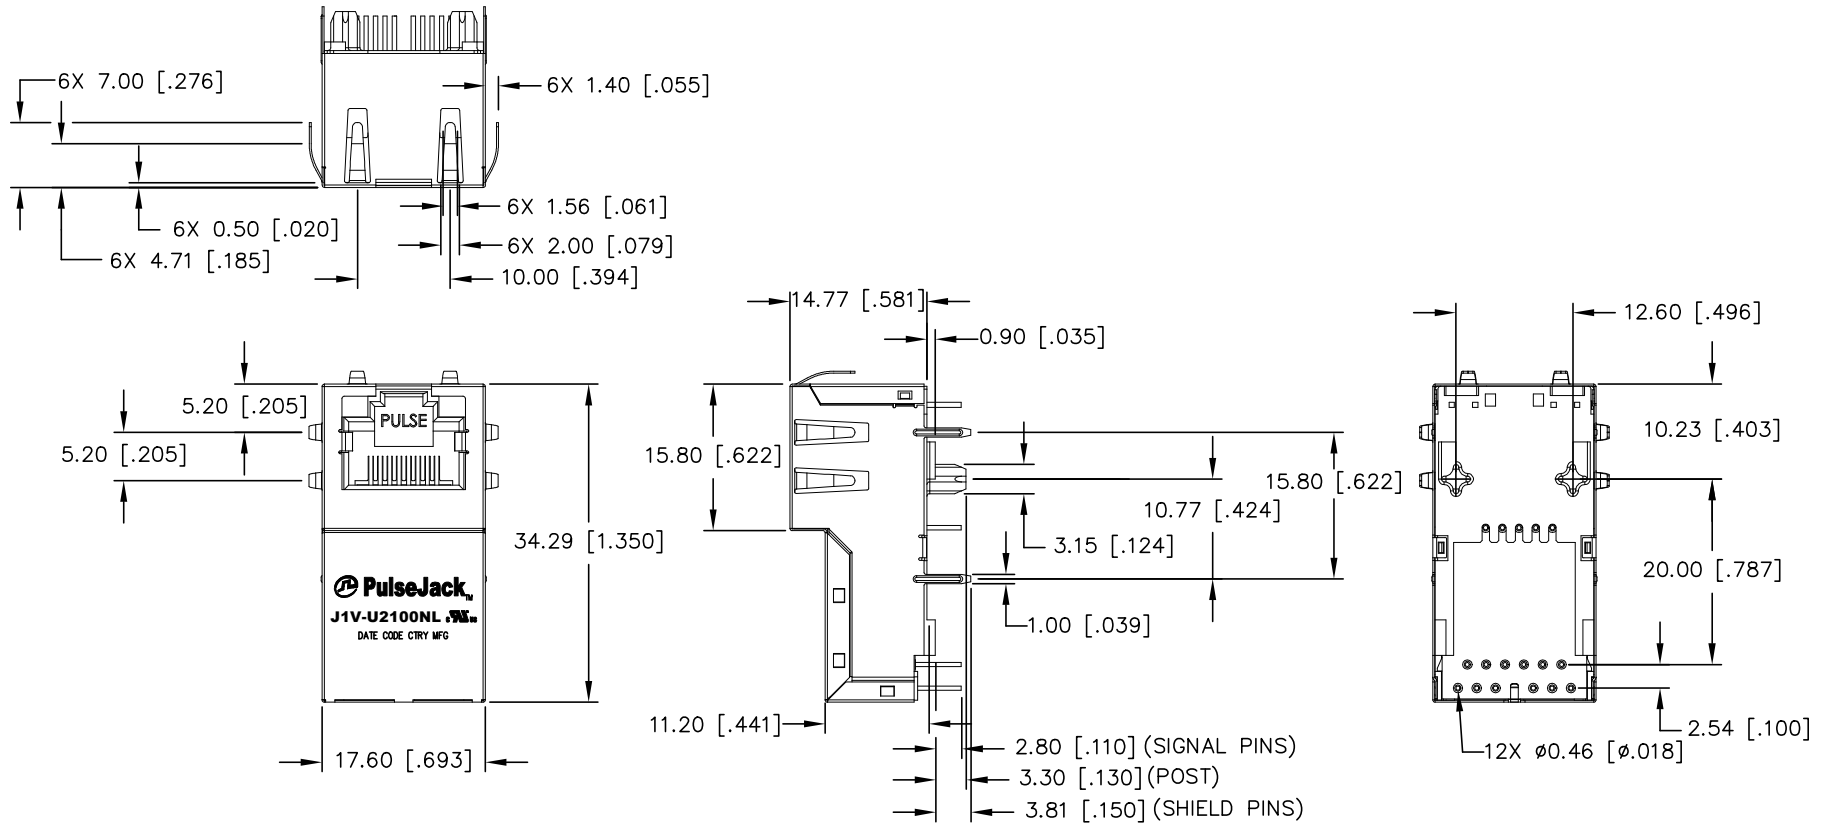 6X 7.00 [.276]
6X 1.40 [.055]
6X 1.56 [.061]
6X 0.50 [.020]
6X 2.00 [.079]
6X 4.71 [.185]
10.00 [.394]
14.77 [.581]
0.90 [.035]
12.60 [.496]
5.20 [.205]
PULSE
5.20 [.205]
15.80 [.622]
10.23 [.403]
15.80 [.622]
10.77 [.424]
34.29 [1.350]
3.15 [.124]
20.00 [.787]
PulseJack™
J1V-U2100NL
DATE CODE CTRY MFG
1.00 [.039]
11.20 [.441]
2.54 [.100]
2.80 [.110] (SIGNAL PINS)
12X ø0.46 [ø.018]
17.60 [.693]
3.30 [.130] (POST)
3.81 [.150] (SHIELD PINS)